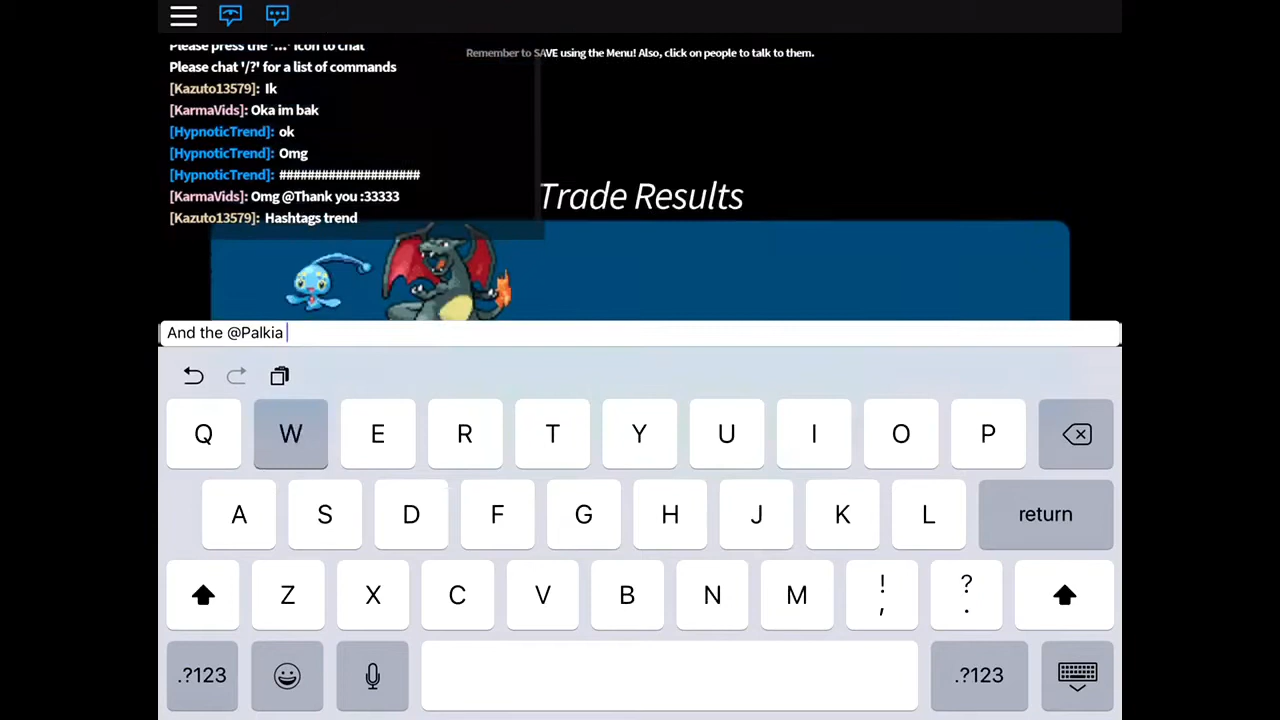 Please press the '...' icon to chat
Remember to SAVE using the Menu! Also, click on people to talk to them.
Please chat '/?' for a list of commands
[Kazuto13579]: Ik
[KarmaVids]: Oka im bak
[HypnoticTrend]: ok
[HypnoticTrend]: Omg
[HypnoticTrend]: ####################
[KarmaVids]: Omg @Thank you :33333
[Kazuto13579]: Hashtags trend
Trade Results
And the @Palkia
Q W E R T Y U I O P
A S D F G H J K L return
Z X C V B N M ! , ? .
.?123 .?123